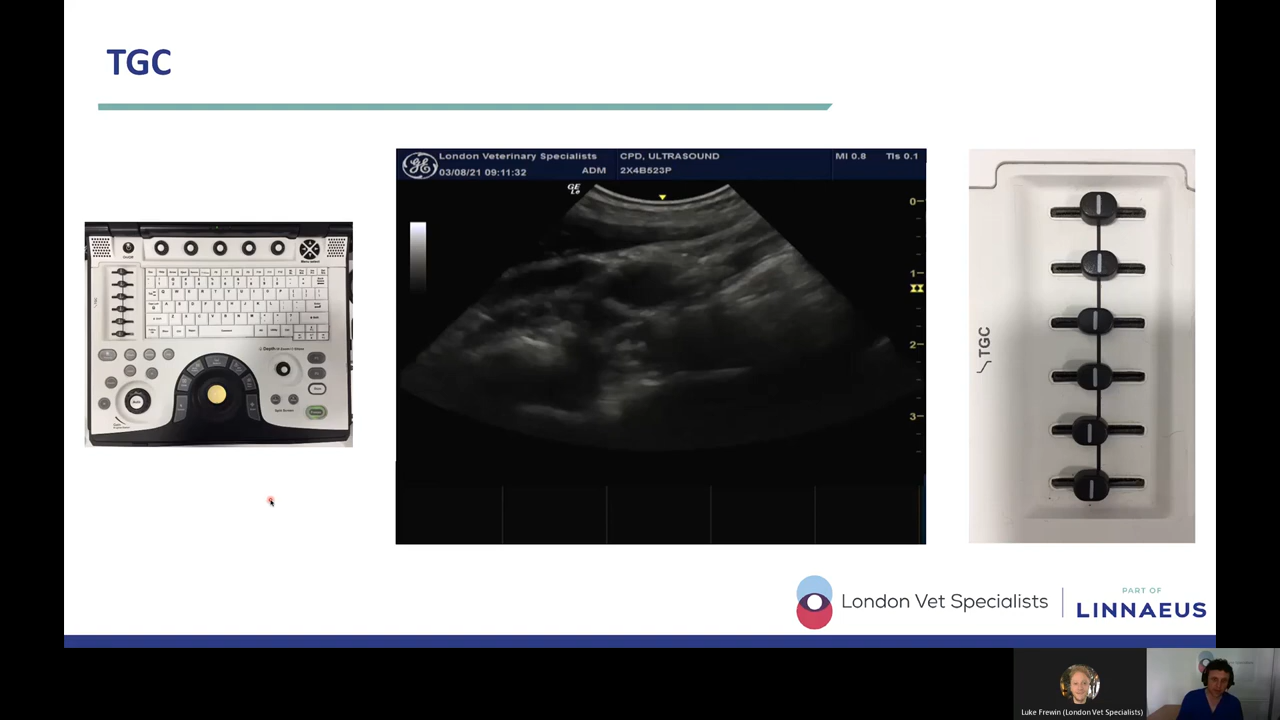 TGC
London Veterinary Specialists
CPD, ULTRASOUND
MI 0.8
TIs 0.1
03/08/21 09:11:32
ADM
2X4B523P
GE
0
1
2
3
TGC
London Vet Specialists
PART OF
LINNAEUS
Luke Frewin (London Vet Specialists)